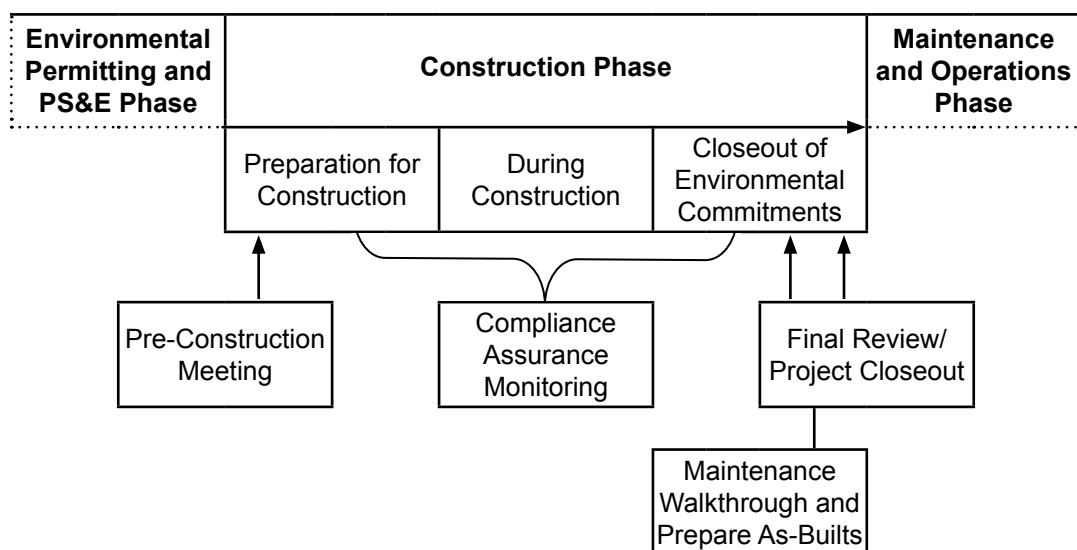 Environmental
Permitting and
PS&E Phase
Construction Phase
Maintenance
and Operations
Phase
Preparation for
Construction
During
Construction
Closeout of
Environmental
Commitments
Pre-Construction
Meeting
Compliance
Assurance
Monitoring
Final Review/
Project Closeout
Maintenance
Walkthrough and
Prepare As-Builts